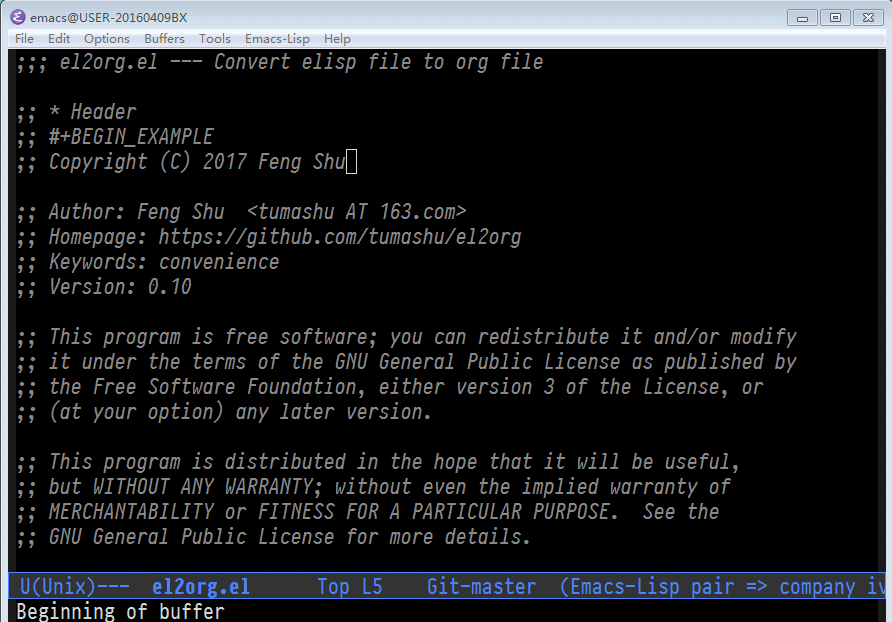 emacs@USER-20160409BX
File Edit Options Buffers Tools Emacs-Lisp Help
;;; el2org.el --- Convert elisp file to org file
;; * Header
;; #+BEGIN_EXAMPLE
;; Copyright (C) 2017 Feng Shu
;; Author: Feng Shu  <tumashu AT 163.com>
;; Homepage: https://github.com/tumashu/el2org
;; Keywords: convenience
;; Version: 0.10
;; This program is free software; you can redistribute it and/or modify
;; it under the terms of the GNU General Public License as published by
;; the Free Software Foundation, either version 3 of the License, or
;; (at your option) any later version.
;; This program is distributed in the hope that it will be useful,
;; but WITHOUT ANY WARRANTY; without even the implied warranty of
;; MERCHANTABILITY or FITNESS FOR A PARTICULAR PURPOSE.  See the
;; GNU General Public License for more details.
U(Unix)---  el2org.el      Top L5    Git-master  (Emacs-Lisp pair => company iv
Beginning of buffer